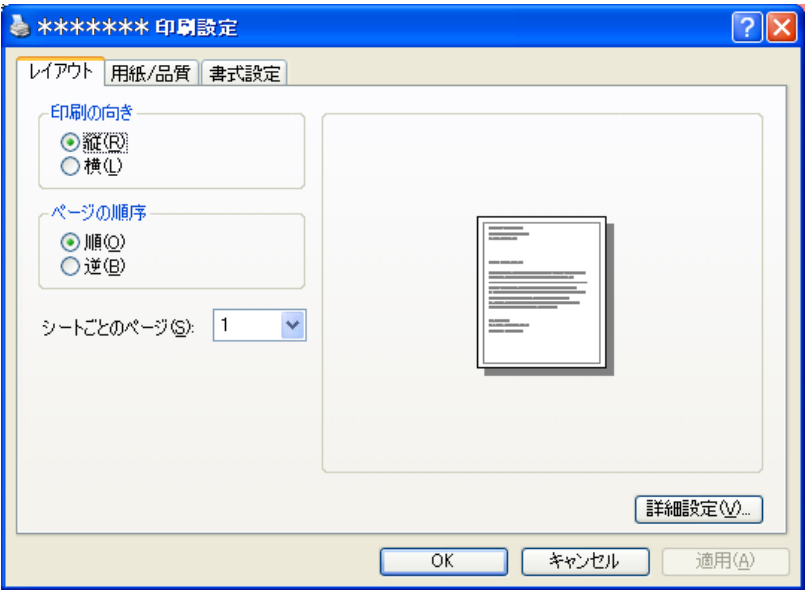 ******* 印刷設定
レイアウト 用紙/品質 書式設定
印刷の向き
縦(R)
横(L)
ページの順序
順(O)
逆(B)
シートごとのページ(S): 1
詳細設定(V)...
OK キャンセル 適用(A)